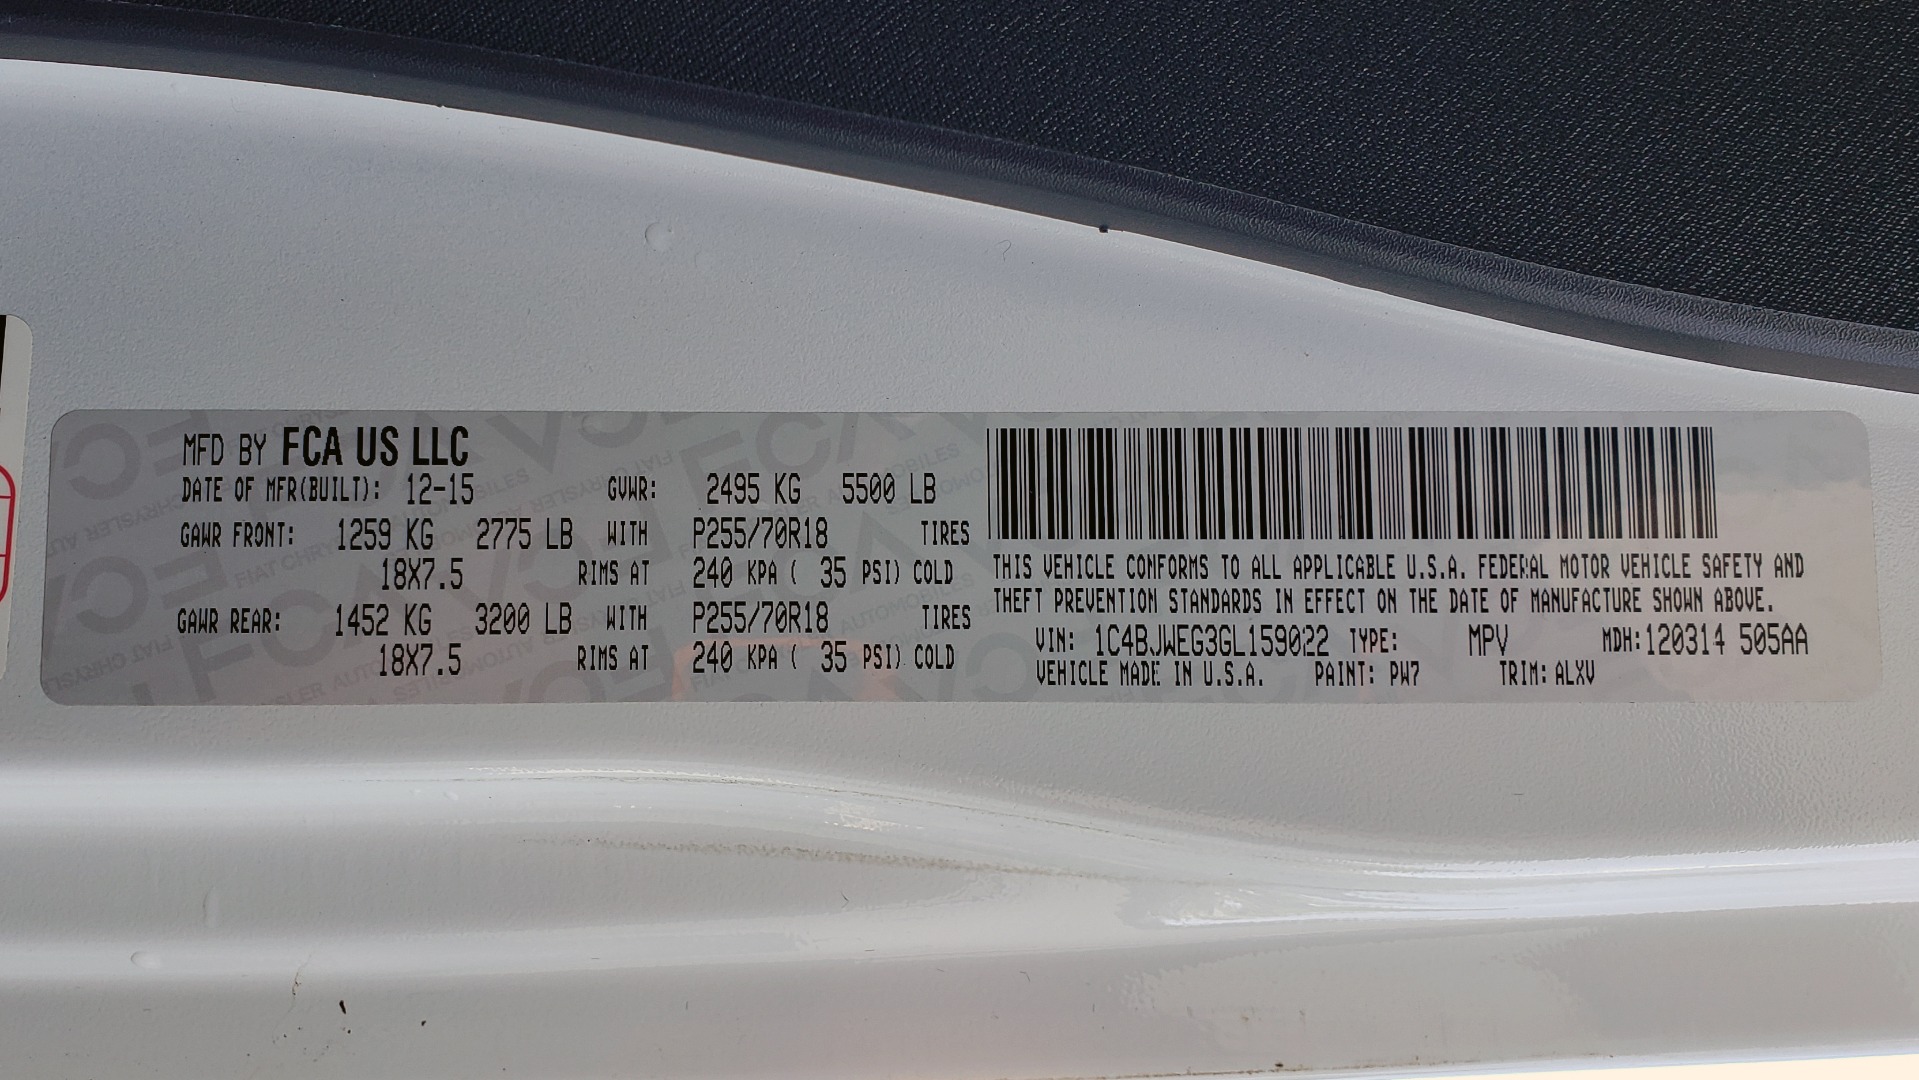 MFD BY FCA US LLC
DATE OF MFR(BUILT): 12-15 GVWR: 2495 KG 5500 LB
GAWR FRONT: 1259 KG 2775 LB WITH P255/70R18 TIRES
18X7.5 RIMS AT 240 KPA ( 35 PSI) COLD
GAWR REAR: 1452 KG 3200 LB WITH P255/70R18 TIRES
18X7.5 RIMS AT 240 KPA ( 35 PSI) COLD
THIS VEHICLE CONFORMS TO ALL APPLICABLE U.S.A. FEDERAL MOTOR VEHICLE SAFETY AND
THEFT PREVENTION STANDARDS IN EFFECT ON THE DATE OF MANUFACTURE SHOWN ABOVE.
VIN: 1C4BJWEG3GL159022 TYPE: MPV MDH:120314 505AA
VEHICLE MADE IN U.S.A. PAINT: PW7 TRIM: ALXV